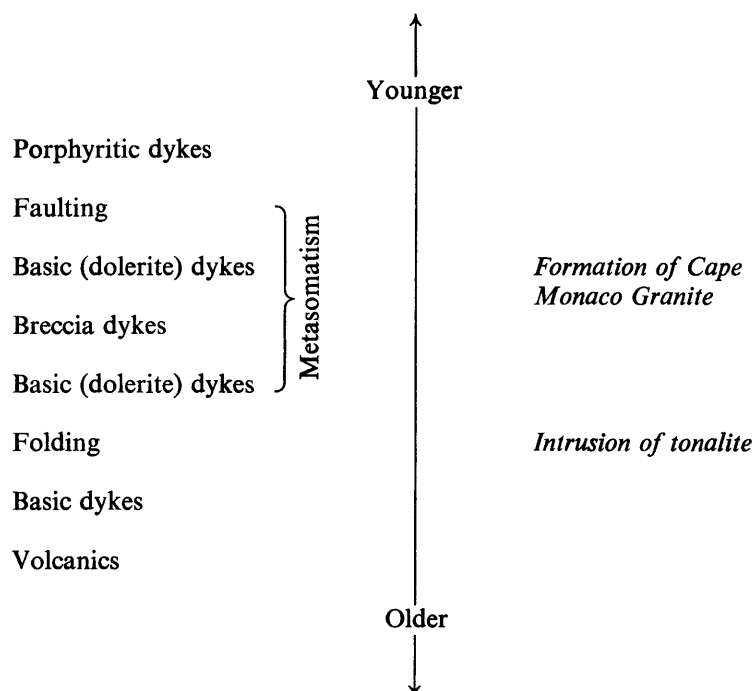 Younger
Porphyritic dykes
Faulting
Basic (dolerite) dykes
Breccia dykes
Basic (dolerite) dykes
Folding
Basic dykes
Volcanics
Metasomatism
Formation of Cape
Monaco Granite
Intrusion of tonalite
Older